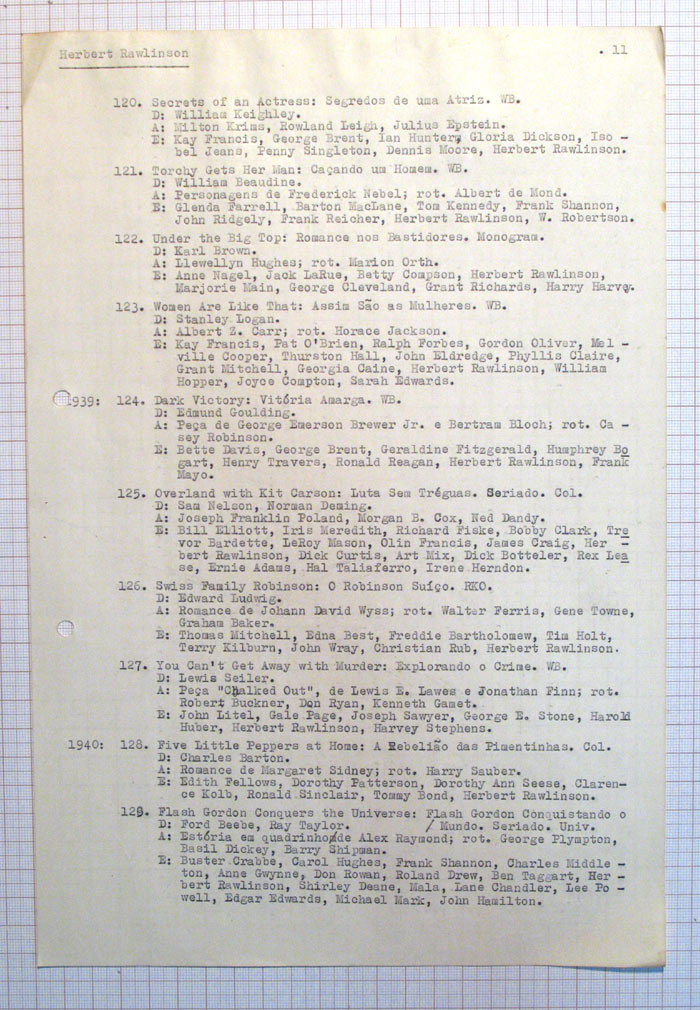 Herbert Rawlinson
. 11
120. Secrets of an Actress: Segredos de uma Atriz. WB.
D: William Keighley.
A: Milton Krims, Rowland Leigh, Julius Epstein.
E: Kay Francis, George Brent, Ian Hunter, Gloria Dickson, Iso -
bel Jeans, Penny Singleton, Dennis Moore, Herbert Rawlinson.
121. Torchy Gets Her Man: Caçando um Homem. WB.
D: William Beaudine.
A: Personagens de Frederick Nebel; rot. Albert de Mond.
E: Glenda Farrell, Barton MacLane, Tom Kennedy, Frank Shannon,
John Ridgely, Frank Reicher, Herbert Rawlinson, W. Robertson.
122. Under the Big Top: Romance nos Bastidores. Monogram.
D: Karl Brown.
A: Llewellyn Hughes; rot. Marion Orth.
E: Anne Nagel, Jack LaRue, Betty Compson, Herbert Rawlinson,
Marjorie Main, George Cleveland, Grant Richards, Harry Harvey.
123. Women Are Like That: Assim São as Mulheres. WB.
D: Stanley Logan.
A: Albert Z. Carr; rot. Horace Jackson.
E: Kay Francis, Pat O'Brien, Ralph Forbes, Gordon Oliver, Mel -
ville Cooper, Thurston Hall, John Eldredge, Phyllis Claire,
Grant Mitchell, Georgia Caine, Herbert Rawlinson, William
Hopper, Joyce Compton, Sarah Edwards.
1939: 124. Dark Victory: Vitória Amarga. WB.
D: Edmund Goulding.
A: Peça de George Emerson Brewer Jr. e Bertram Bloch; rot. Ca -
sey Robinson.
E: Bette Davis, George Brent, Geraldine Fitzgerald, Humphrey Bo
gart, Henry Travers, Ronald Reagan, Herbert Rawlinson, Frank
Mayo.
125. Overland with Kit Carson: Luta Sem Tréguas. Seriado. Col.
D: Sam Nelson, Norman Deming.
A: Joseph Franklin Poland, Morgan B. Cox, Ned Dandy.
E: Bill Elliott, Iris Meredith, Richard Fiske, Bobby Clark, Tre
vor Bardette, LeRoy Mason, Olin Francis, James Craig, Her -
bert Rawlinson, Dick Curtis, Art Mix, Dick Botteler, Rex Lea
se, Ernie Adams, Hal Taliaferro, Irene Herndon.
126. Swiss Family Robinson: O Robinson Suíço. RKO.
D: Edward Ludwig.
A: Romance de Johann David Wyss; rot. Walter Ferris, Gene Towne,
Graham Baker.
E: Thomas Mitchell, Edna Best, Freddie Bartholomew, Tim Holt,
Terry Kilburn, John Wray, Christian Rub, Herbert Rawlinson.
127. You Can't Get Away with Murder: Explorando o Crime. WB.
D: Lewis Seiler.
A: Peça "Chalked Out", de Lewis E. Lawes e Jonathan Finn; rot.
Robert Buckner, Don Ryan, Kenneth Gamet.
E: John Litel, Gale Page, Joseph Sawyer, George E. Stone, Harold
Huber, Herbert Rawlinson, Harvey Stephens.
1940: 128. Five Little Peppers at Home: A Rebelião das Pimentinhas. Col.
D: Charles Barton.
A: Romance de Margaret Sidney; rot. Harry Sauber.
E: Edith Fellows, Dorothy Patterson, Dorothy Ann Seese, Claren-
ce Kolb, Ronald Sinclair, Tommy Bond, Herbert Rawlinson.
129. Flash Gordon Conquers the Universe: Flash Gordon Conquistando o
D: Ford Beebe, Ray Taylor. / Mundo. Seriado. Univ.
A: Estória em quadrinho/de Alex Raymond; rot. George Plympton,
Basil Dickey, Barry Shipman.
E: Buster Crabbe, Carol Hughes, Frank Shannon, Charles Middle -
ton, Anne Gwynne, Don Rowan, Roland Drew, Ben Taggart, Her -
bert Rawlinson, Shirley Deane, Mala, Lane Chandler, Lee Po -
well, Edgar Edwards, Michael Mark, John Hamilton.